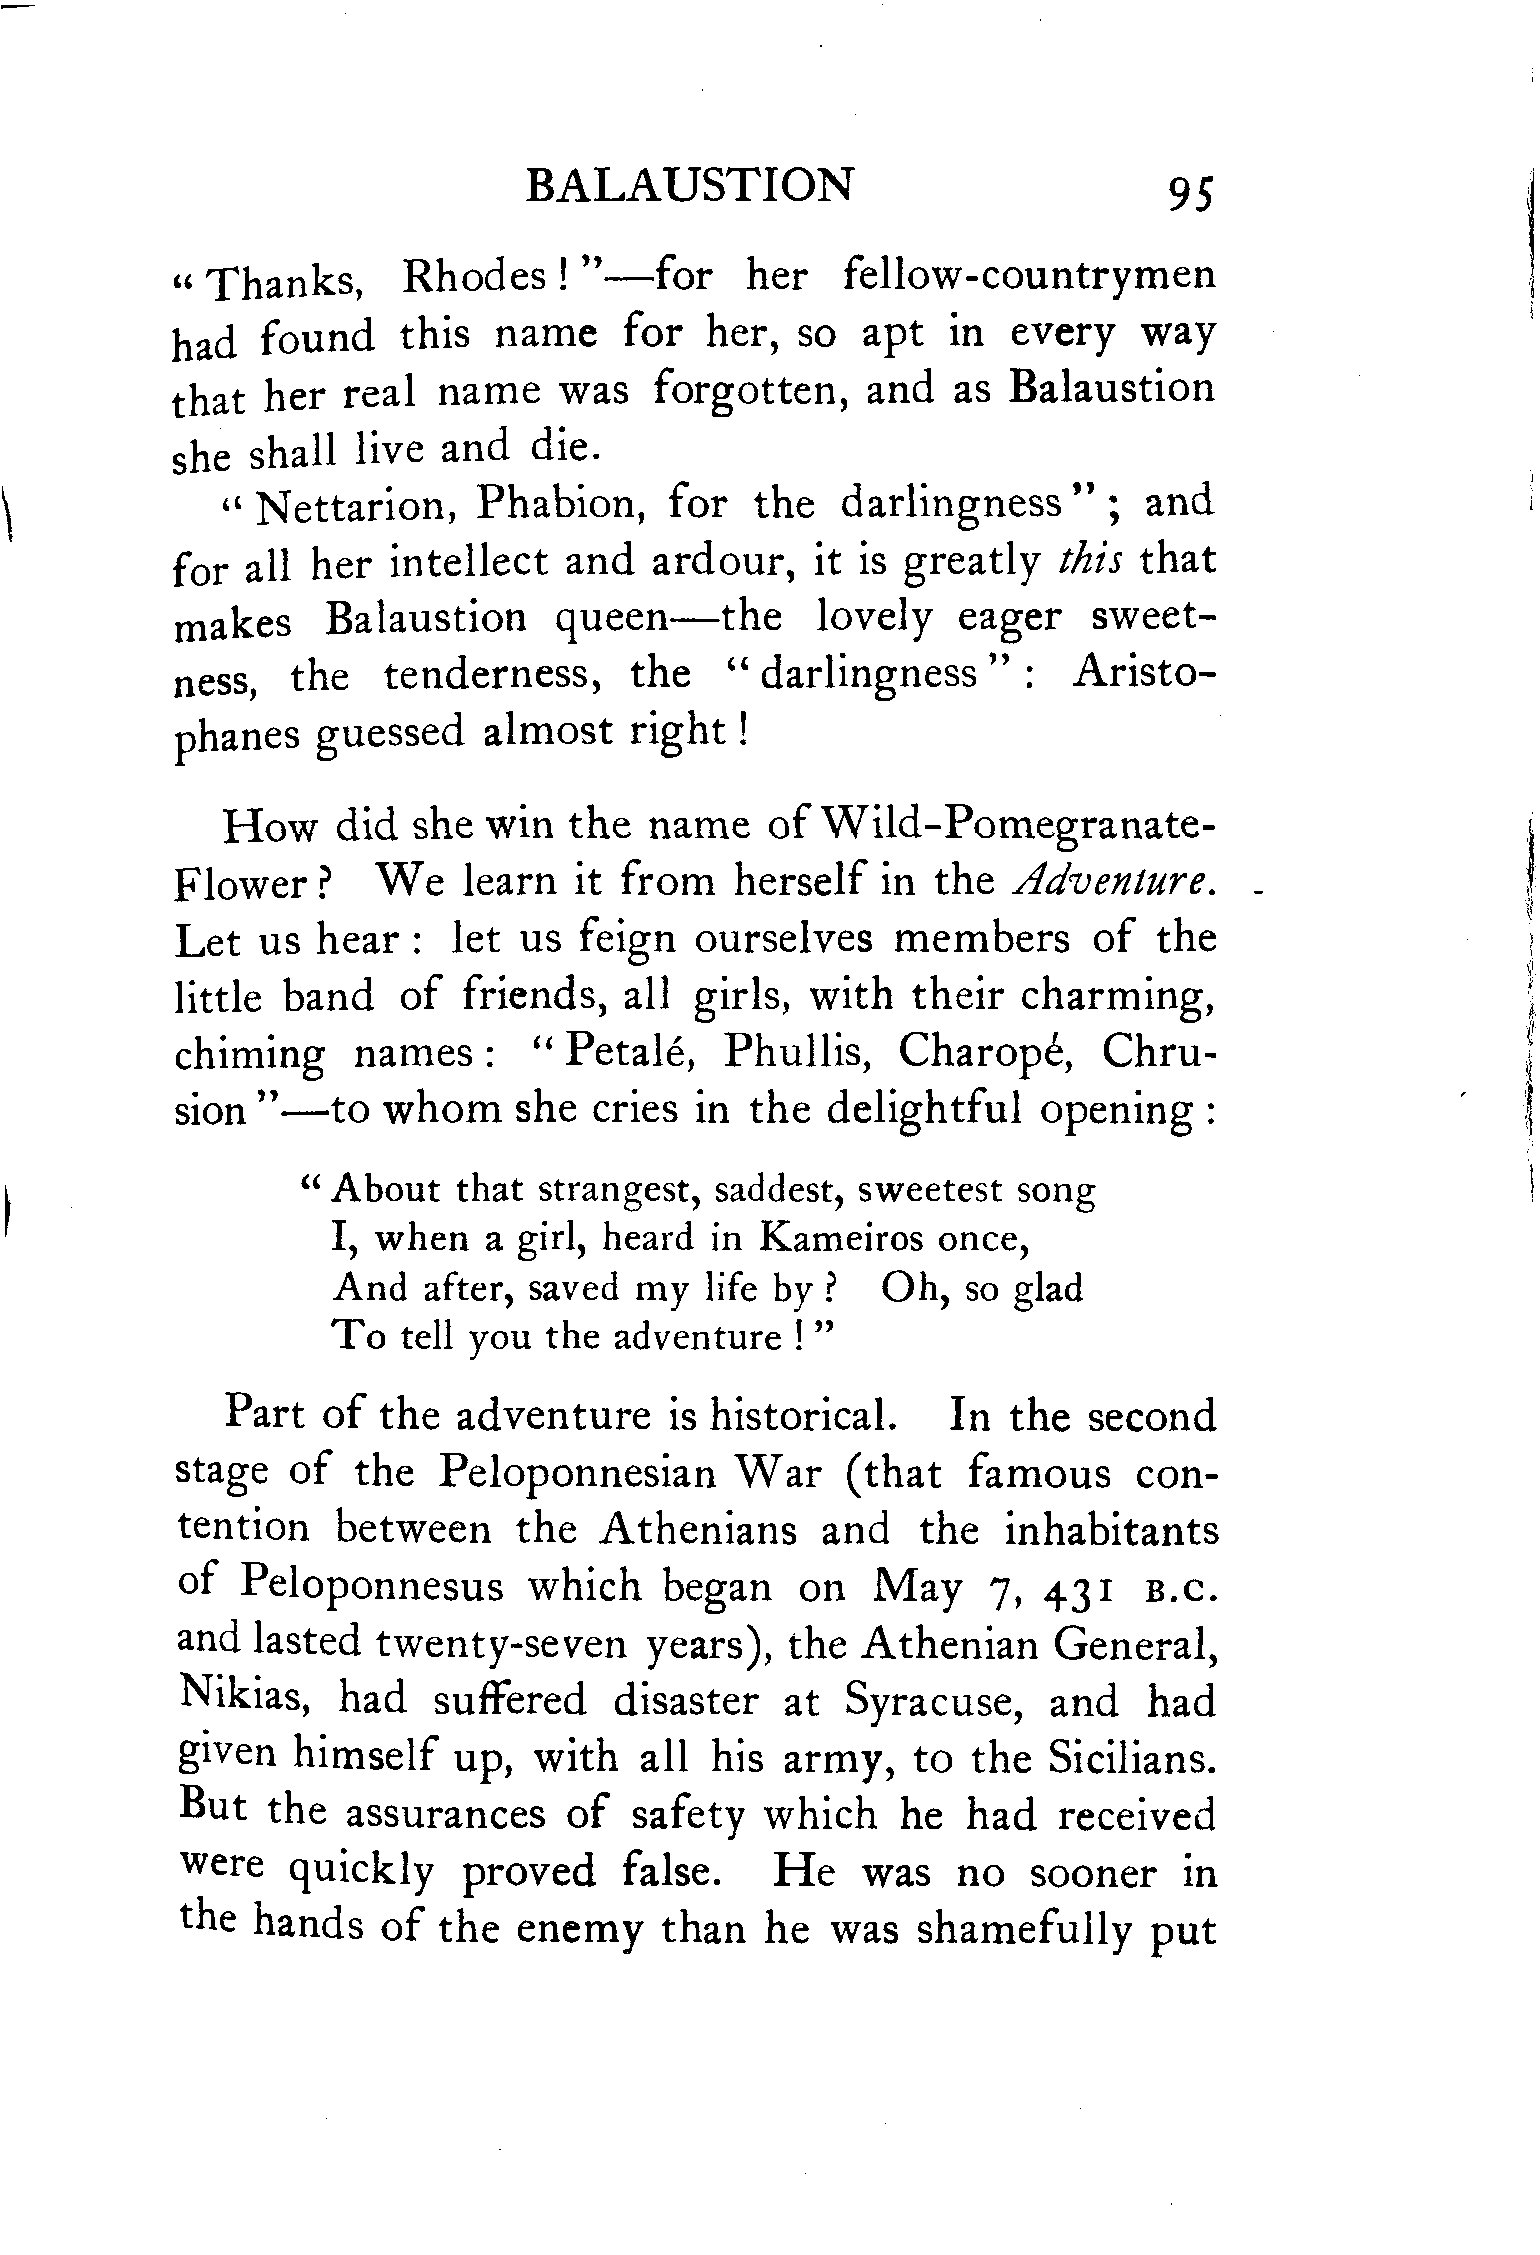 BALAUSTION 95
“ Thanks, Rhodes ! ”—for her fellow-countrymen
had found this name for her, so apt in every way
that her real name was forgotten, and as Balaustion
she shall live and die.
“ Nettarion, Phabion, for the darlingness ” ; and
for all her intellect and ardour, it is greatly this that
makes Balaustion queen—the lovely eager sweet-
ness, the tenderness, the “ darlingness ” : Aristo-
phanes guessed almost right !
How did she win the name of Wild-Pomegranate-
Flower ? We learn it from herself in the Adventure.
Let us hear : let us feign ourselves members of the
little band of friends, all girls, with their charming,
chiming names : “ Petalé, Phullis, Charopé, Chru-
sion ”—to whom she cries in the delightful opening :
“ About that strangest, saddest, sweetest song
I, when a girl, heard in Kameiros once,
And after, saved my life by ? Oh, so glad
To tell you the adventure ! ”
Part of the adventure is historical. In the second
stage of the Peloponnesian War (that famous con-
tention between the Athenians and the inhabitants
of Peloponnesus which began on May 7, 431 B.C.
and lasted twenty-seven years), the Athenian General,
Nikias, had suffered disaster at Syracuse, and had
given himself up, with all his army, to the Sicilians.
But the assurances of safety which he had received
were quickly proved false. He was no sooner in
the hands of the enemy than he was shamefully put